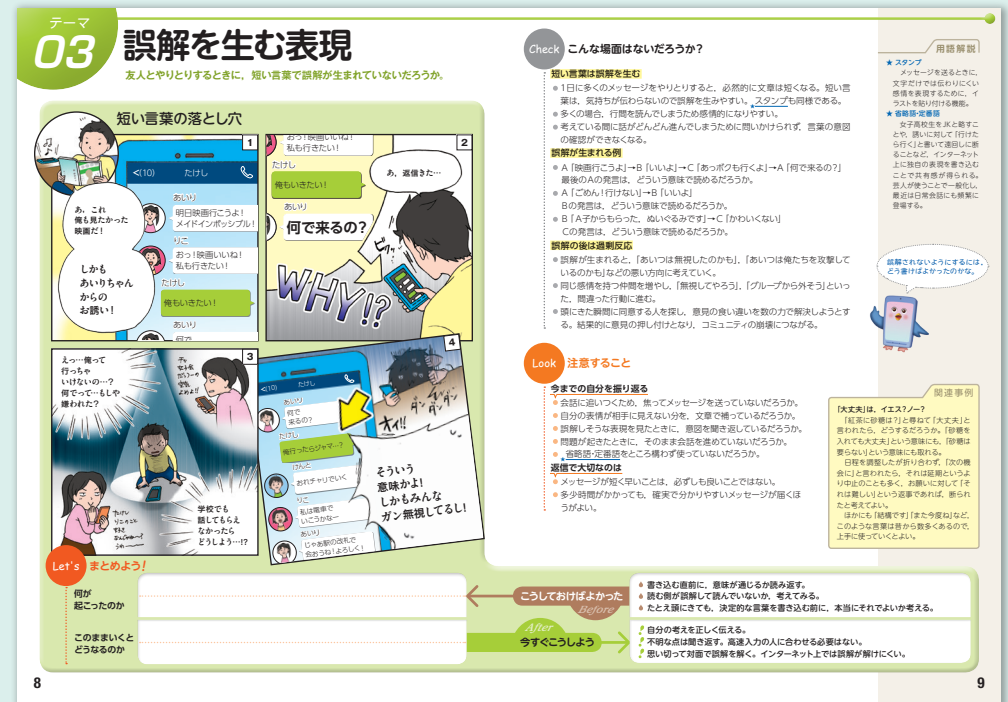 テーマ
03
誤解を生む表現
友人とやりとりするときに，短い言葉で誤解が生まれていないだろうか。
短い言葉の落とし穴
1
<(10)
たけし
あ、これ
俺も見たかった
映画だ！
しかも
あいりちゃん
からの
お誘い！
あいり
明日映画行こうよ！
メイドインポッシブル！
りこ
おっ！映画いいね！
私も行きたい！
たけし
俺もいきたい！
あいり
何で
2
おっ！映画いいね！
私も行きたい！
たけし
俺もいきたい！
あいり
何で来るの？
あ、返信きた…
ビクッ
WHY!?
3
えっ…俺って
行っちゃ
いけないの…？
何でって…もしや
嫌われた？
学校でも
話してもらえ
なかったら
どうしよう…!?
4
<(10)
たけし
あいり
何で
来るの？
たけし
俺行ったらジャマ…？
けんと
おれチャリでいく
りこ
私は電車で
いこうかなー
あいり
じゃあ駅の改札で
会おうね！よろしく！
ダン ダン ダン
そういう
意味かよ！
しかもみんな
ガン無視してるし！
Check
こんな場面はないだろうか？
短い言葉は誤解を生む
●1日に多くのメッセージをやりとりすると，必然的に文章は短くなる。短い言
葉は，気持ちが伝わらないので誤解を生みやすい。★スタンプも同様である。
●多くの場合，行間を読んでしまうため感情的になりやすい。
●考えている間に話がどんどん進んでしまうために問いかけられず，言葉の意図
の確認ができなくなる。
誤解が生まれる例
●A「映画行こうよ」→B「いいよ」→C「あっボクも行くよ」→A「何で来るの？」
最後のAの発言は，どういう意味で読めるだろうか。
●A「ごめん！行けない」→B「いいよ」
Bの発言は，どういう意味で読めるだろうか。
●B「A子からもらった，ぬいぐるみです」→C「かわいくない」
Cの発言は，どういう意味で読めるだろうか。
誤解の後は過剰反応
●誤解が生まれると，「あいつは無視したのかも」，「あいつは俺たちを攻撃して
いるのかも」などの悪い方向に考えていく。
●同じ感情を持つ仲間を増やし，「無視してやろう」，「グループから外そう」といっ
た，間違った行動に進む。
●頭にきた瞬間に同意する人を探し，意見の食い違いを数の力で解決しようとす
る。結果的に意見の押し付けとなり，コミュニティの崩壊につながる。
Look
注意すること
今までの自分を振り返る
●会話に追いつくため，焦ってメッセージを送っていないだろうか。
●自分の表情が相手に見えない分を，文章で補っているだろうか。
●誤解しそうな表現を見たときに，意図を聞き返しているだろうか。
●問題が起きたときに，そのまま会話を進めていないだろうか。
●★省略語・定番語をところ構わず使っていないだろうか。
返信で大切なのは
●メッセージが短く早いことは，必ずしも良いことではない。
●多少時間がかかっても，確実で分かりやすいメッセージが届くほ
うがよい。
用語解説
★ スタンプ
メッセージを送るときに，
文字だけでは伝わりにくい
感情を表現するために，イ
ラストを貼り付ける機能。
★ 省略語・定番語
女子高校生をJKと略すこ
とや，誘いに対して「行けた
ら行く」と書いて遠回しに断
ることなど，インターネット
上に独自の表現を書き込む
ことで共有感が得られる。
芸人が使うことで一般化し，
最近は日常会話にも頻繁に
登場する。
誤解されないようにするには，
どう書けばよかったのかな。
関連事例
「大丈夫」は，イエス？ノー？
「紅茶に砂糖は？」と尋ねて「大丈夫」と
言われたら，どうするだろうか。「砂糖を
入れても大丈夫」という意味にも，「砂糖は
要らない」という意味にも取れる。
日程を調整したが折り合わず，「次の機
会に」と言われたら，それは延期というよ
り中止のことも多く，お願いに対して「そ
れは難しい」という返事であれば，断られ
たと考えてよい。
ほかにも「結構です」「また今度ね」など，
このような言葉は昔から数多くあるので，
上手に使っていくとよい。
Let's
まとめよう！
何が
起こったのか
このままいくと
どうなるのか
こうしておけばよかった
Before
After
今すぐこうしよう
書き込む直前に，意味が通じるか読み返す。
読む側が誤解して読んでいないか，考えてみる。
たとえ頭にきても，決定的な言葉を書き込む前に，本当にそれでよいか考える。
自分の考えを正しく伝える。
不明な点は聞き返す。高速入力の人に合わせる必要はない。
思い切って対面で誤解を解く。インターネット上では誤解が解けにくい。
8
9